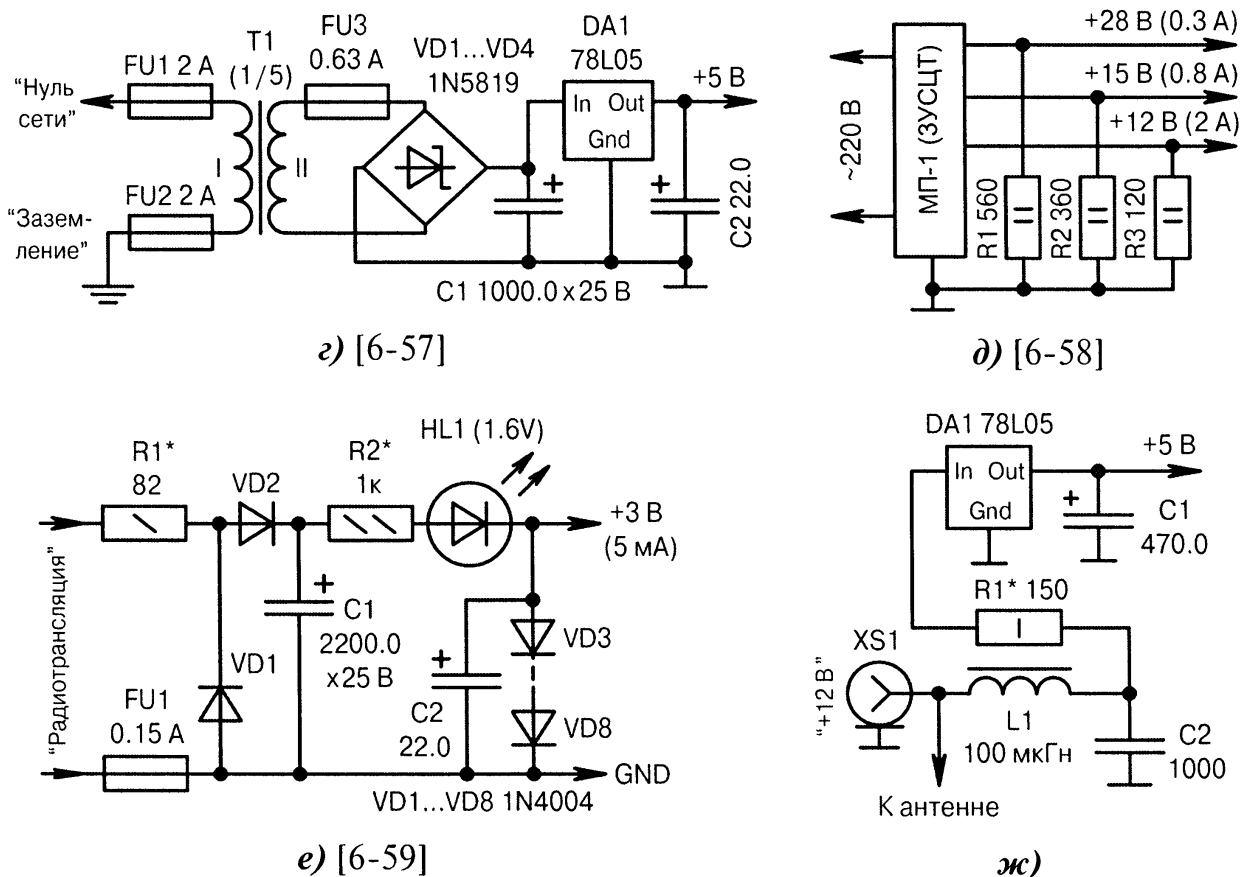 FU1 2 A
T1
(1/5)
FU3
0.63 A
VD1...VD4
1N5819
DA1
78L05
+5 В
“Нуль
сети”
I
II
In Out
Gnd
FU2 2 A
“Зазем-
ление”
C1 1000.0 x 25 В
C2 22.0
г) [6-57]
+28 В (0.3 А)
+15 В (0.8 А)
+12 В (2 А)
~220 В
МП-1 (3УСЦТ)
R1 560
R2 360
R3 120
д) [6-58]
R1*
82
VD2
R2*
1к
HL1 (1.6V)
+3 В
(5 мА)
“Радиотрансляция”
VD1
C1
2200.0
x25 В
VD3
FU1
0.15 A
C2
22.0
VD8
GND
VD1...VD8 1N4004
е) [6-59]
DA1 78L05
+5 В
In Out
Gnd
C1
470.0
R1* 150
XS1
“+12 В”
L1
100 мкГн
C2
1000
К антенне
ж)